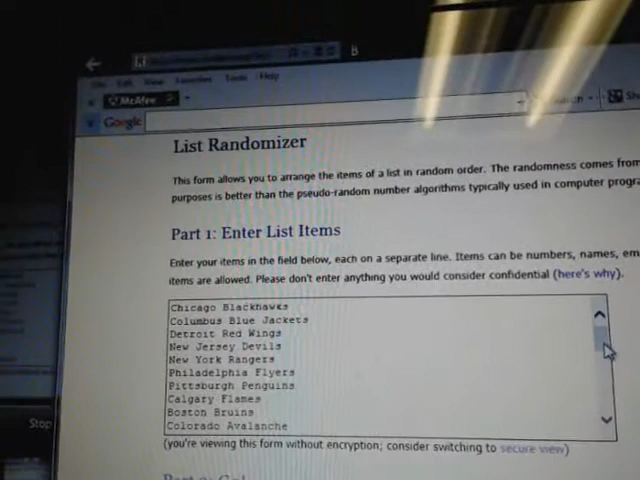 File Edit View Favorites Tools Help
McAfee
Google
List Randomizer
This form allows you to arrange the items of a list in random order. The randomness comes from
purposes is better than the pseudo-random number algorithms typically used in computer progra
Part 1: Enter List Items
Enter your items in the field below, each on a separate line. Items can be numbers, names, em
items are allowed. Please don't enter anything you would consider confidential (here's why).
Chicago Blackhawks
Columbus Blue Jackets
Detroit Red Wings
New Jersey Devils
New York Rangers
Philadelphia Flyers
Pittsburgh Penguins
Calgary Flames
Boston Bruins
Colorado Avalanche
Stop
(you're viewing this form without encryption; consider switching to secure view)